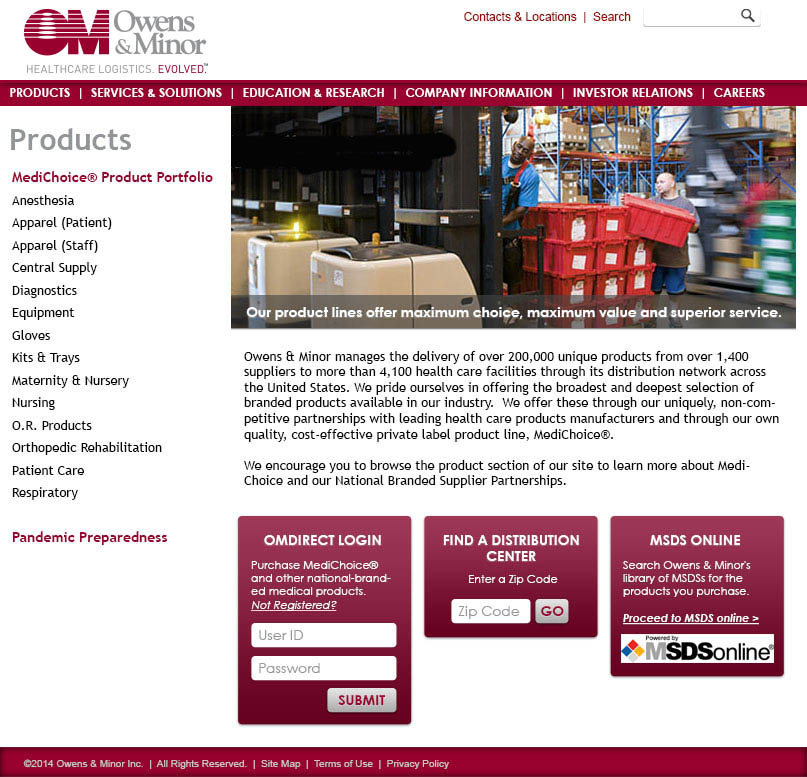 OM Owens
& Minor
HEALTHCARE LOGISTICS. EVOLVED.™
Contacts & Locations | Search
PRODUCTS | SERVICES & SOLUTIONS | EDUCATION & RESEARCH | COMPANY INFORMATION | INVESTOR RELATIONS | CAREERS
Products
MediChoice® Product Portfolio
Anesthesia
Apparel (Patient)
Apparel (Staff)
Central Supply
Diagnostics
Equipment
Gloves
Kits & Trays
Maternity & Nursery
Nursing
O.R. Products
Orthopedic Rehabilitation
Patient Care
Respiratory
Pandemic Preparedness
Our product lines offer maximum choice, maximum value and superior service.
Owens & Minor manages the delivery of over 200,000 unique products from over 1,400
suppliers to more than 4,100 health care facilities through its distribution network across
the United States. We pride ourselves in offering the broadest and deepest selection of
branded products available in our industry.  We offer these through our uniquely, non-com-
petitive partnerships with leading health care products manufacturers and through our own
quality, cost-effective private label product line, MediChoice®.
We encourage you to browse the product section of our site to learn more about Medi-
Choice and our National Branded Supplier Partnerships.
OMDIRECT LOGIN
Purchase MediChoice®
and other national-brand-
ed medical products.
Not Registered?
User ID
Password
SUBMIT
FIND A DISTRIBUTION
CENTER
Enter a Zip Code
Zip Code GO
MSDS ONLINE
Search Owens & Minor's
library of MSDSs for the
products you purchase.
Proceed to MSDS online >
Powered by
MSDSonline®
©2014 Owens & Minor Inc. | All Rights Reserved. | Site Map | Terms of Use | Privacy Policy